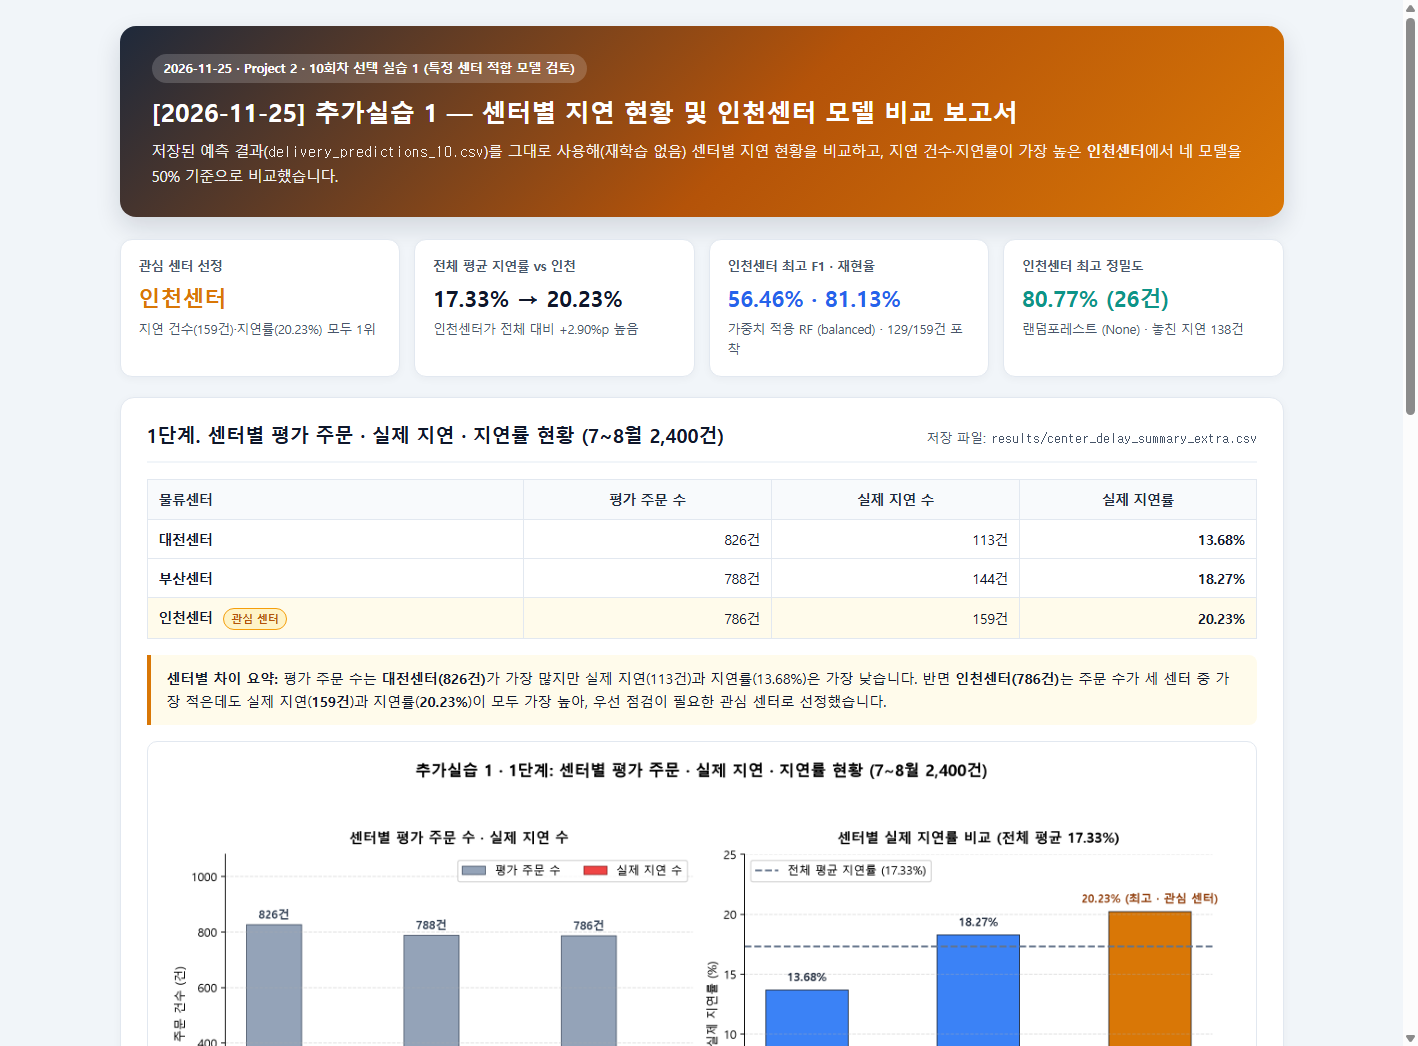 2026-11-25 · Project 2 · 10회차 선택 실습 1 (특정 센터 적합 모델 검토)
[2026-11-25] 추가실습 1 — 센터별 지연 현황 및 인천센터 모델 비교 보고서
저장된 예측 결과(delivery_predictions_10.csv)를 그대로 사용해(재학습 없음) 센터별 지연 현황을 비교하고, 지연 건수·지연률이 가장 높은 인천센터에서 네 모델을
50% 기준으로 비교했습니다.
관심 센터 선정
인천센터
지연 건수(159건)·지연률(20.23%) 모두 1위
전체 평균 지연률 vs 인천
17.33% → 20.23%
인천센터가 전체 대비 +2.90%p 높음
인천센터 최고 F1 · 재현율
56.46% · 81.13%
가중치 적용 RF (balanced) · 129/159건 포
착
인천센터 최고 정밀도
80.77% (26건)
랜덤포레스트 (None) · 놓친 지연 138건
1단계. 센터별 평가 주문 · 실제 지연 · 지연률 현황 (7~8월 2,400건)
저장 파일: results/center_delay_summary_extra.csv
물류센터 평가 주문 수 실제 지연 수 실제 지연률
대전센터 826건 113건 13.68%
부산센터 788건 144건 18.27%
인천센터 관심 센터 786건 159건 20.23%
센터별 차이 요약: 평가 주문 수는 대전센터(826건)가 가장 많지만 실제 지연(113건)과 지연률(13.68%)은 가장 낮습니다. 반면 인천센터(786건)는 주문 수가 세 센터 중 가
장 적은데도 실제 지연(159건)과 지연률(20.23%)이 모두 가장 높아, 우선 점검이 필요한 관심 센터로 선정했습니다.
추가실습 1 · 1단계: 센터별 평가 주문 · 실제 지연 · 지연률 현황 (7~8월 2,400건)
센터별 평가 주문 수 · 실제 지연 수
평가 주문 수 실제 지연 수
1000
800
600
400
주문 건수 (건)
826건
788건
786건
센터별 실제 지연률 비교 (전체 평균 17.33%)
전체 평균 지연률 (17.33%)
25
20
15
10
실제 지연률 (%)
13.68%
18.27%
20.23% (최고 · 관심 센터)